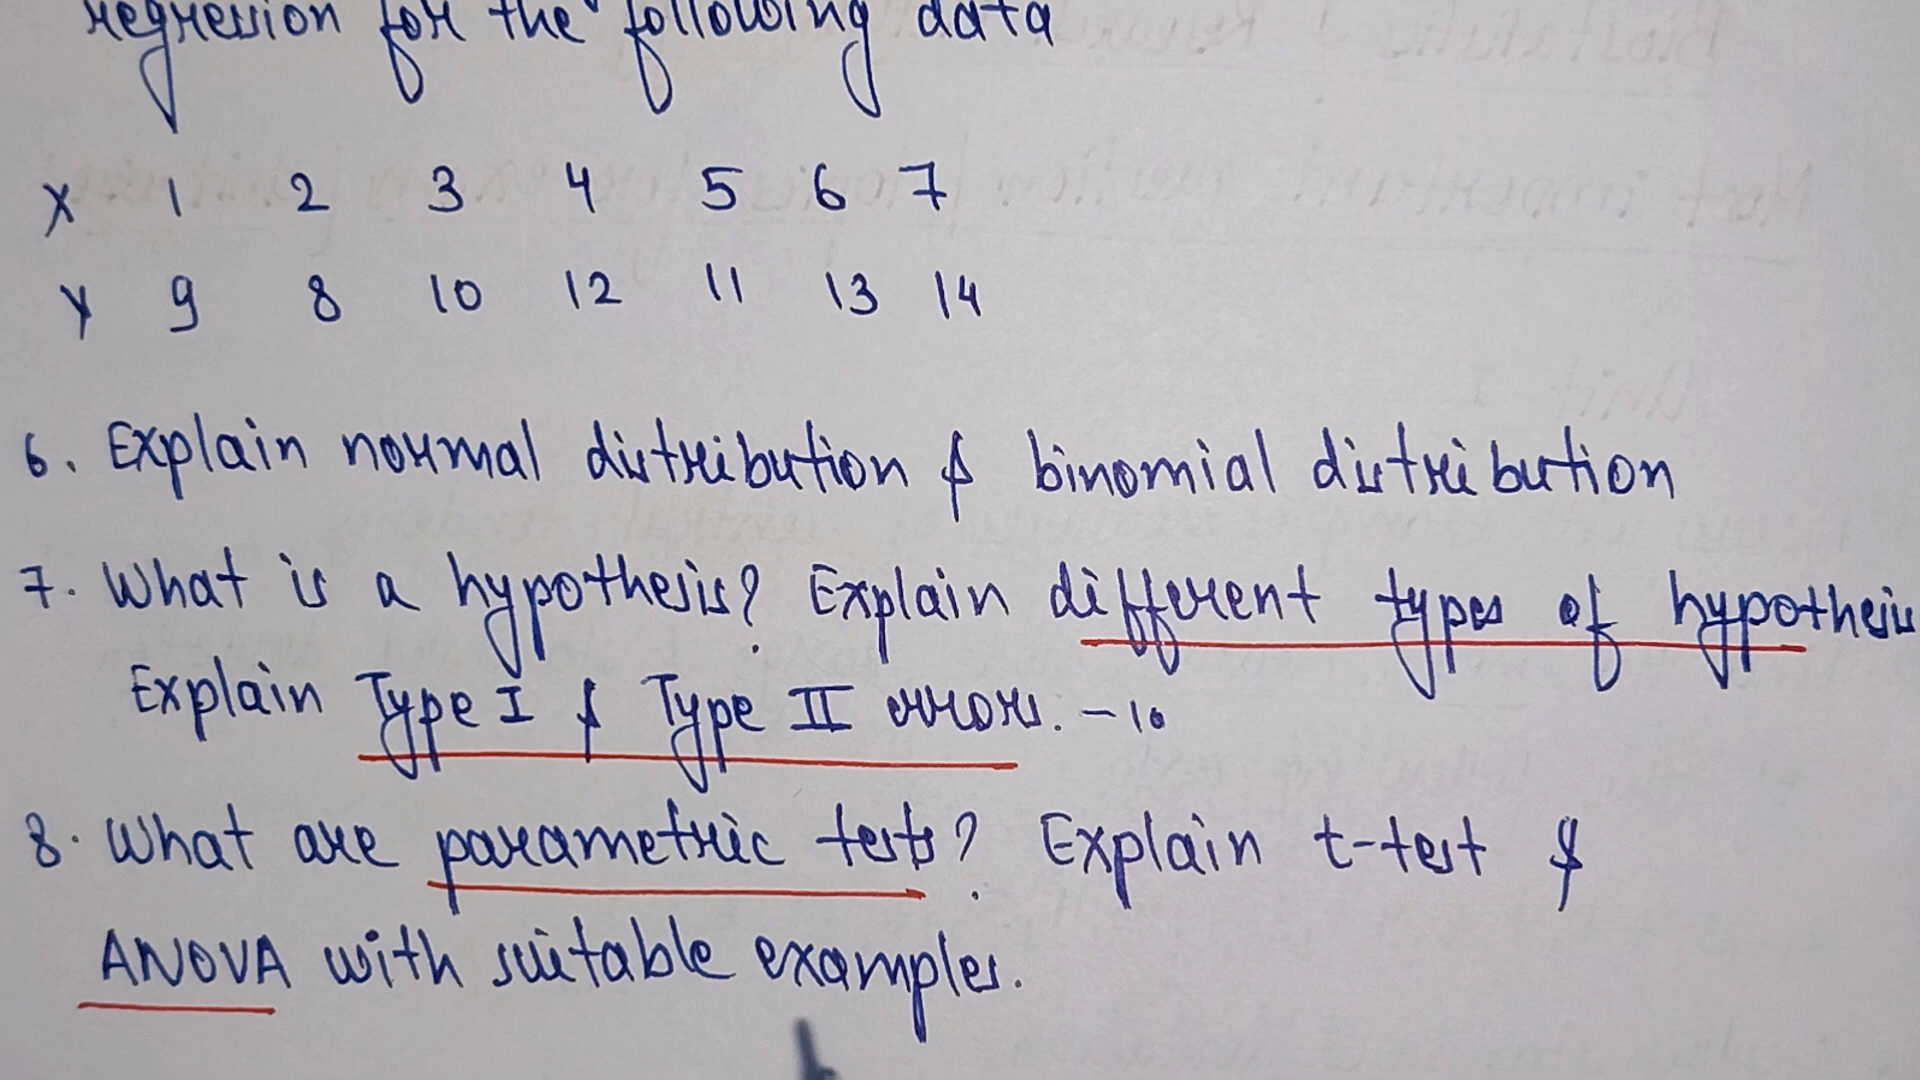 regression for the following data
X 1 2 3 4 5 6 7
Y 9 8 10 12 11 13 14
6. Explain normal distribution & binomial distribution
7. What is a hypothesis? Explain different types of hypothesis
Explain Type I & Type II errors. - 10
8. What are parametric tests? Explain t-test &
ANOVA with suitable examples.